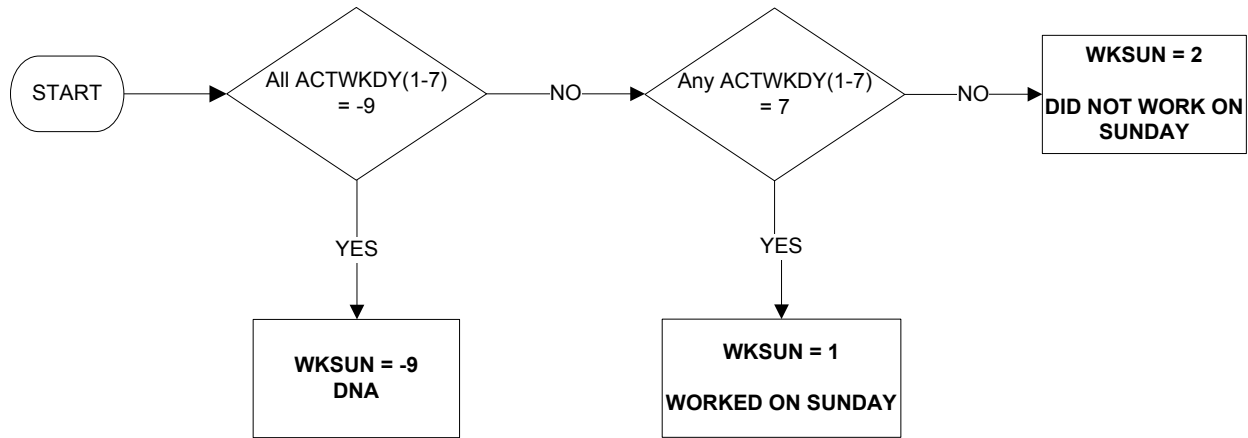 START
All ACTWKDY(1-7)
= -9
NO
Any ACTWKDY(1-7)
= 7
NO
WKSUN = 2
DID NOT WORK ON
SUNDAY
YES
YES
WKSUN = -9
DNA
WKSUN = 1
WORKED ON SUNDAY